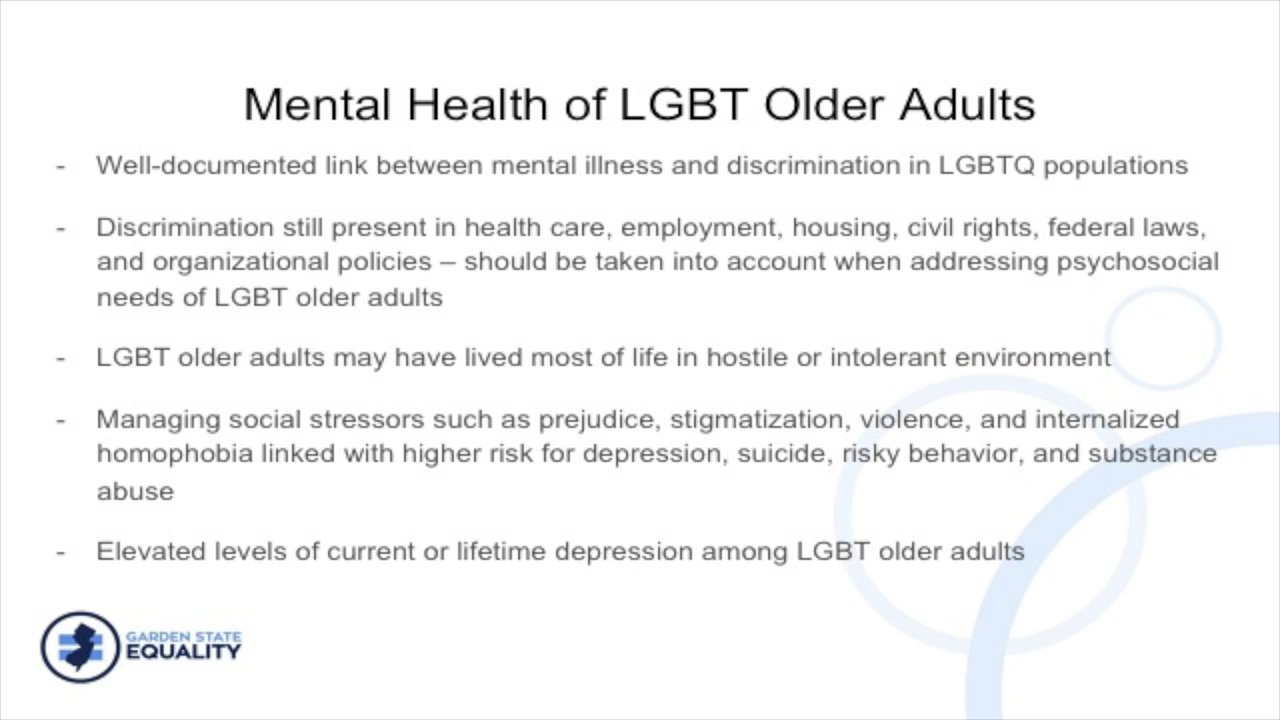 Mental Health of LGBT Older Adults
- Well-documented link between mental illness and discrimination in LGBTQ populations
- Discrimination still present in health care, employment, housing, civil rights, federal laws,
and organizational policies – should be taken into account when addressing psychosocial
needs of LGBT older adults
- LGBT older adults may have lived most of life in hostile or intolerant environment
- Managing social stressors such as prejudice, stigmatization, violence, and internalized
homophobia linked with higher risk for depression, suicide, risky behavior, and substance
abuse
- Elevated levels of current or lifetime depression among LGBT older adults
GARDEN STATE
EQUALITY